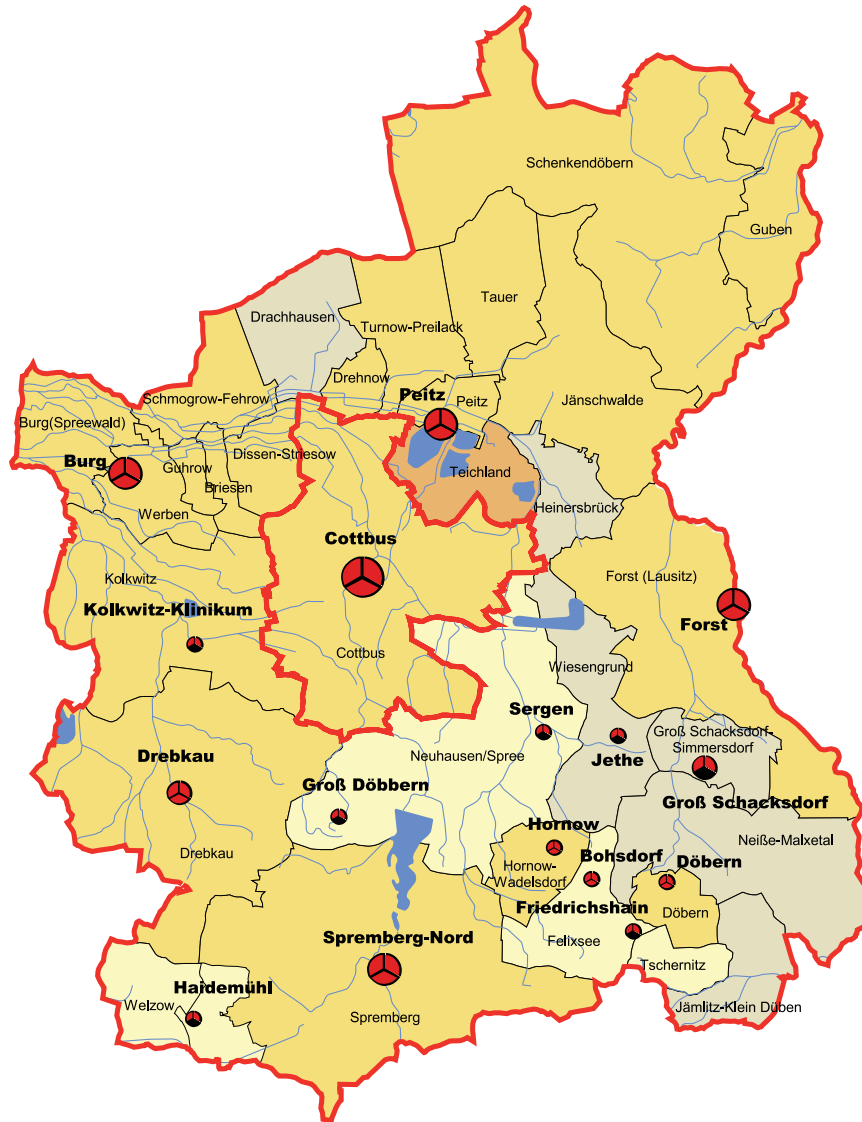 Schenkendöbern
Guben
Tauer
Drachhausen
Turnow-Preilack
Drehnow
Peitz
Peitz
Schmogrow-Fehrow
Jänschwalde
Burg(Spreewald)
Dissen-Striesow
Burg
Guhrow
Briesen
Teichland
Werben
Heinersbrück
Cottbus
Kolkwitz
Forst (Lausitz)
Kolkwitz-Klinikum
Forst
Cottbus
Wiesengrund
Sergen
Groß Schacksdorf-
Simmersdorf
Drebkau
Neuhausen/Spree
Jethe
Groß Döbbern
Groß Schacksdorf
Hornow
Neiße-Malxetal
Drebkau
Bohsdorf
Döbern
Hornow-
Wadelsdorf
Friedrichshain
Döbern
Spremberg-Nord
Felixsee
Tschernitz
Haidemühl
Welzow
Spremberg
Jämlitz-Klein Düben